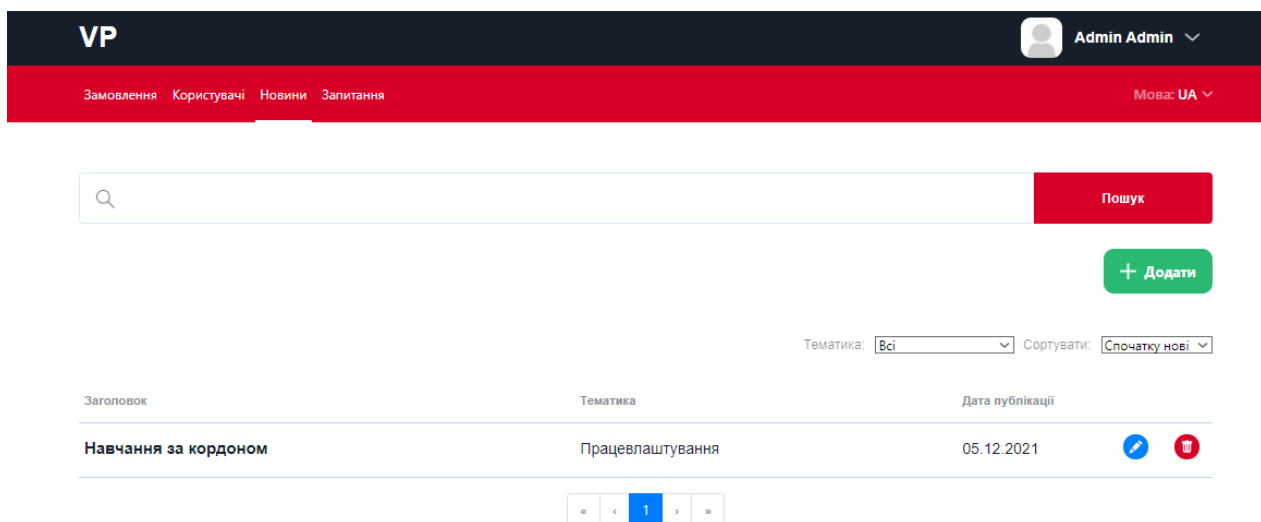 VP
Admin Admin
Замовлення Користувачі Новини Запитання
Мова: UA
Пошук
+ Додати
Тематика: Всі Сортувати: Спочатку нові
Заголовок Тематика Дата публікації
Навчання за кордоном Працевлаштування 05.12.2021
« ‹ 1 › »